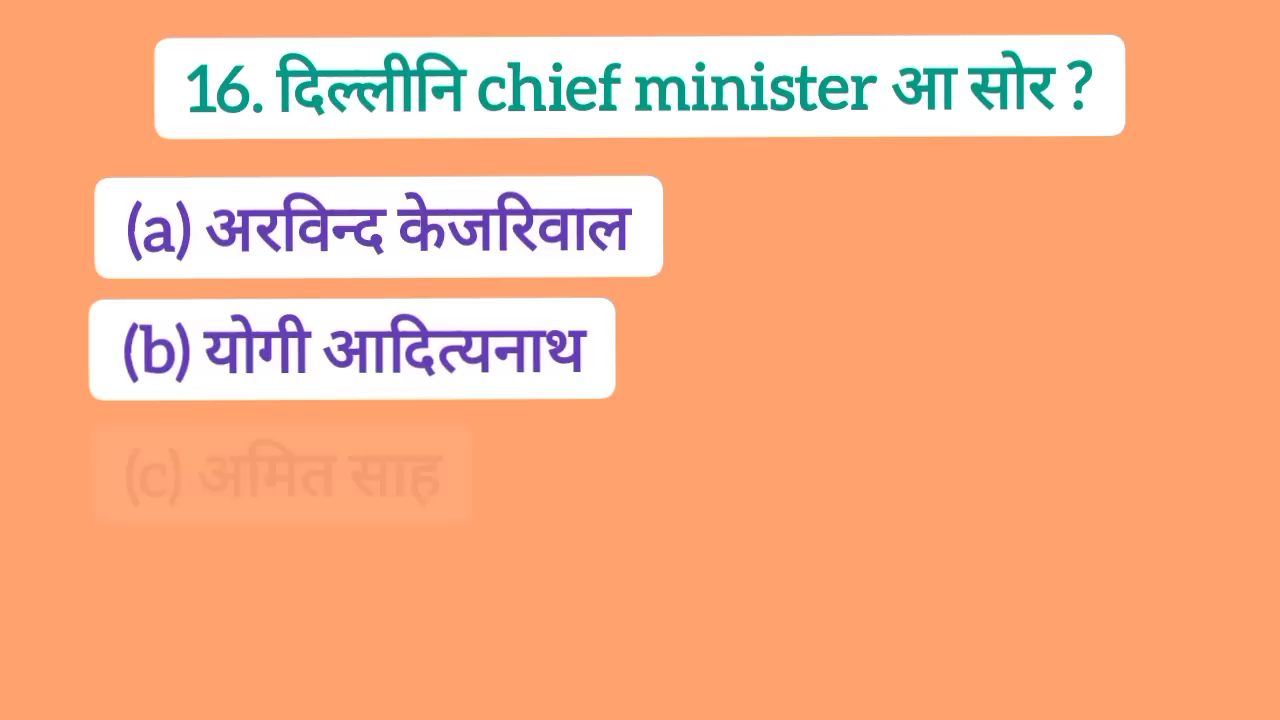 16. दिल्लीनि chief minister आ सोर ?
(a) अरविन्द केजरिवाल
(b) योगी आदित्यनाथ
(c) अमित साह